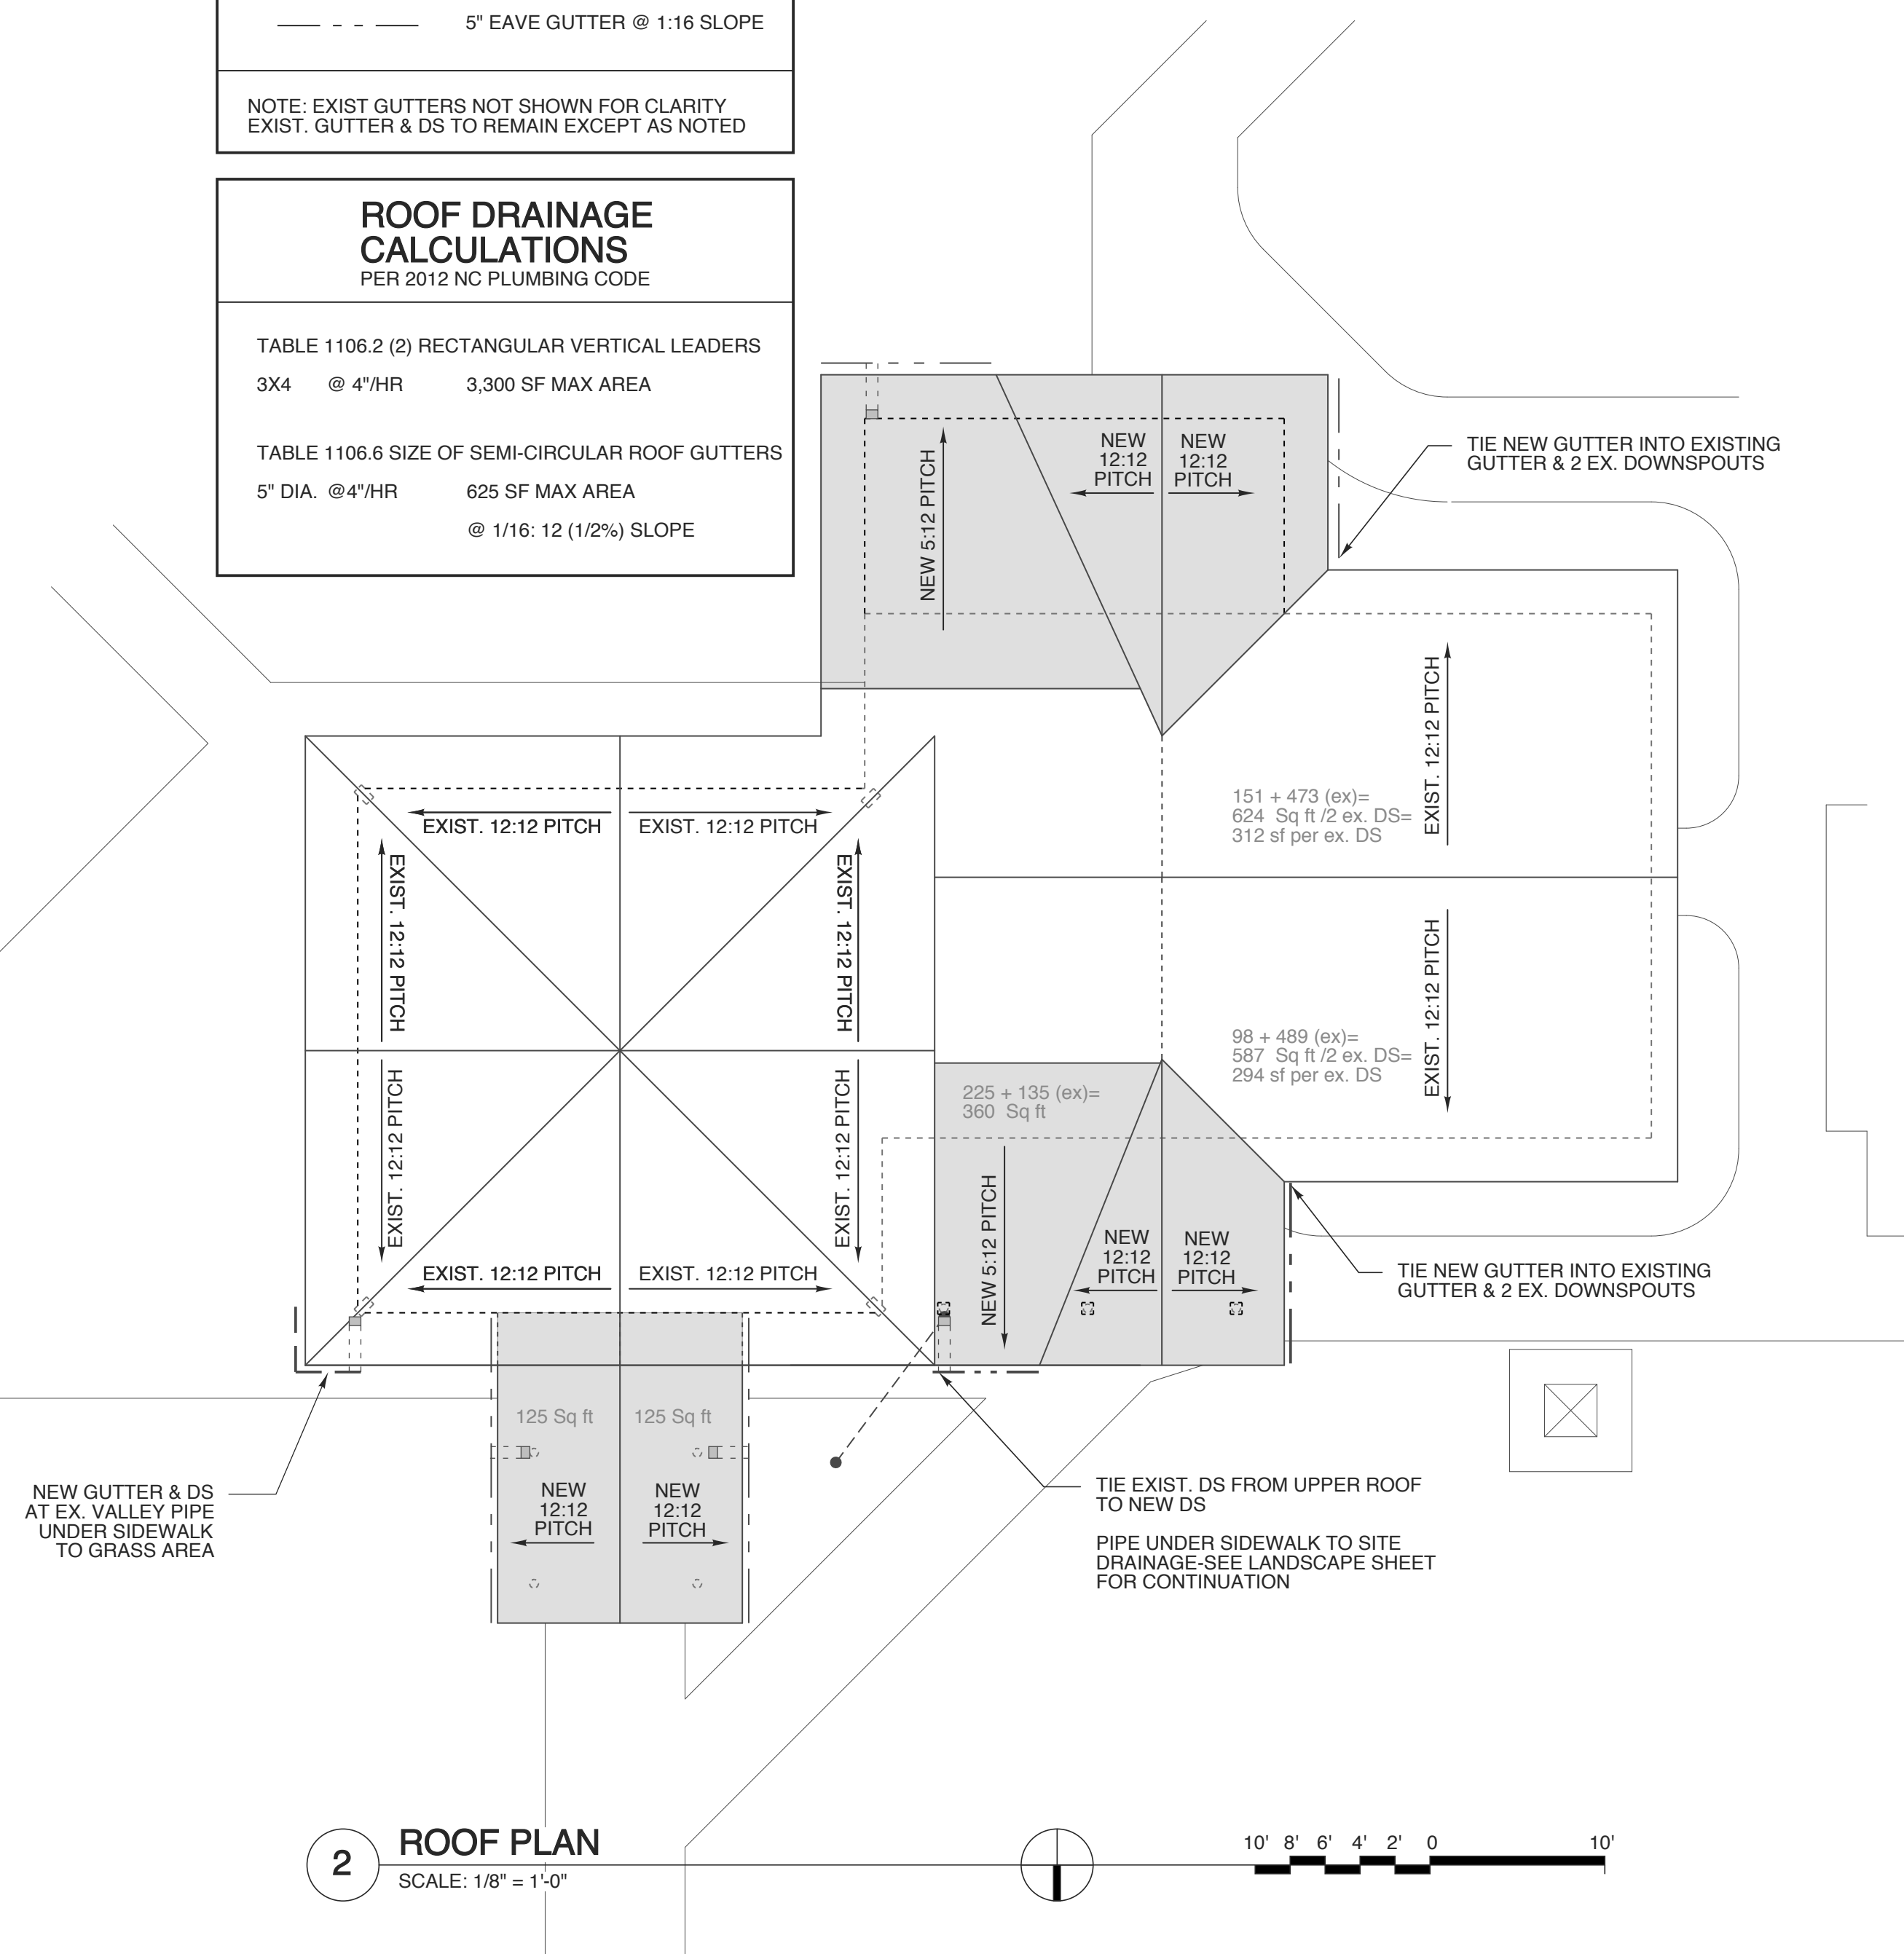 5" EAVE GUTTER @ 1:16 SLOPE
NOTE: EXIST GUTTERS NOT SHOWN FOR CLARITY
EXIST. GUTTER & DS TO REMAIN EXCEPT AS NOTED
ROOF DRAINAGE
CALCULATIONS
PER 2012 NC PLUMBING CODE
TABLE 1106.2 (2) RECTANGULAR VERTICAL LEADERS
3X4 @ 4"/HR 3,300 SF MAX AREA
TABLE 1106.6 SIZE OF SEMI-CIRCULAR ROOF GUTTERS
5" DIA. @4"/HR 625 SF MAX AREA
@ 1/16: 12 (1/2%) SLOPE
NEW 5:12 PITCH
NEW
12:12
PITCH
NEW
12:12
PITCH
TIE NEW GUTTER INTO EXISTING
GUTTER & 2 EX. DOWNSPOUTS
EXIST. 12:12 PITCH
151 + 473 (ex)=
624 Sq ft /2 ex. DS=
312 sf per ex. DS
EXIST. 12:12 PITCH
EXIST. 12:12 PITCH
EXIST. 12:12 PITCH
EXIST. 12:12 PITCH
EXIST. 12:12 PITCH
98 + 489 (ex)=
587 Sq ft /2 ex. DS=
294 sf per ex. DS
225 + 135 (ex)=
360 Sq ft
EXIST. 12:12 PITCH
EXIST. 12:12 PITCH
EXIST. 12:12 PITCH
EXIST. 12:12 PITCH
NEW 5:12 PITCH
NEW
12:12
PITCH
NEW
12:12
PITCH
TIE NEW GUTTER INTO EXISTING
GUTTER & 2 EX. DOWNSPOUTS
125 Sq ft
125 Sq ft
NEW
12:12
PITCH
NEW
12:12
PITCH
NEW GUTTER & DS
AT EX. VALLEY PIPE
UNDER SIDEWALK
TO GRASS AREA
TIE EXIST. DS FROM UPPER ROOF
TO NEW DS
PIPE UNDER SIDEWALK TO SITE
DRAINAGE-SEE LANDSCAPE SHEET
FOR CONTINUATION
2
ROOF PLAN
SCALE: 1/8" = 1'-0"
10' 8' 6' 4' 2' 0 10'